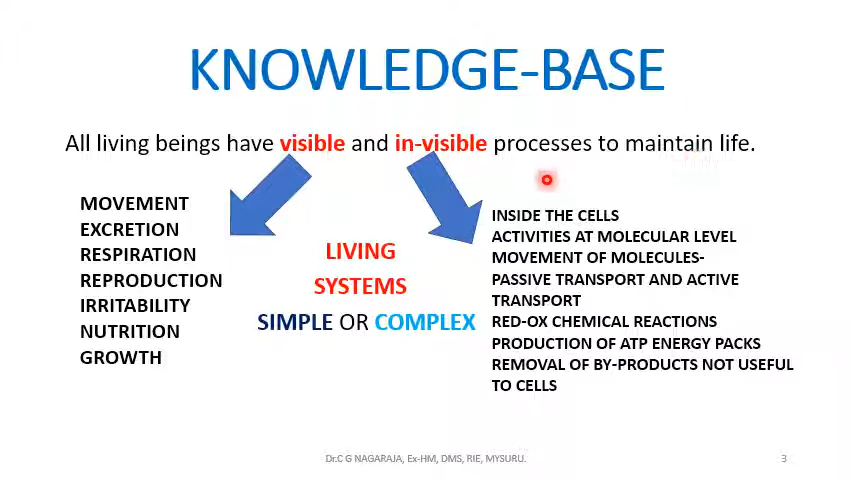 KNOWLEDGE-BASE
All living beings have visible and in-visible processes to maintain life.
MOVEMENT
EXCRETION
RESPIRATION
REPRODUCTION
IRRITABILITY
NUTRITION
GROWTH
LIVING
SYSTEMS
SIMPLE OR COMPLEX
INSIDE THE CELLS
ACTIVITIES AT MOLECULAR LEVEL
MOVEMENT OF MOLECULES-
PASSIVE TRANSPORT AND ACTIVE
TRANSPORT
RED-OX CHEMICAL REACTIONS
PRODUCTION OF ATP ENERGY PACKS
REMOVAL OF BY-PRODUCTS NOT USEFUL
TO CELLS
Dr.C G NAGARAJA, Ex-HM, DMS, RIE, MYSURU.
3